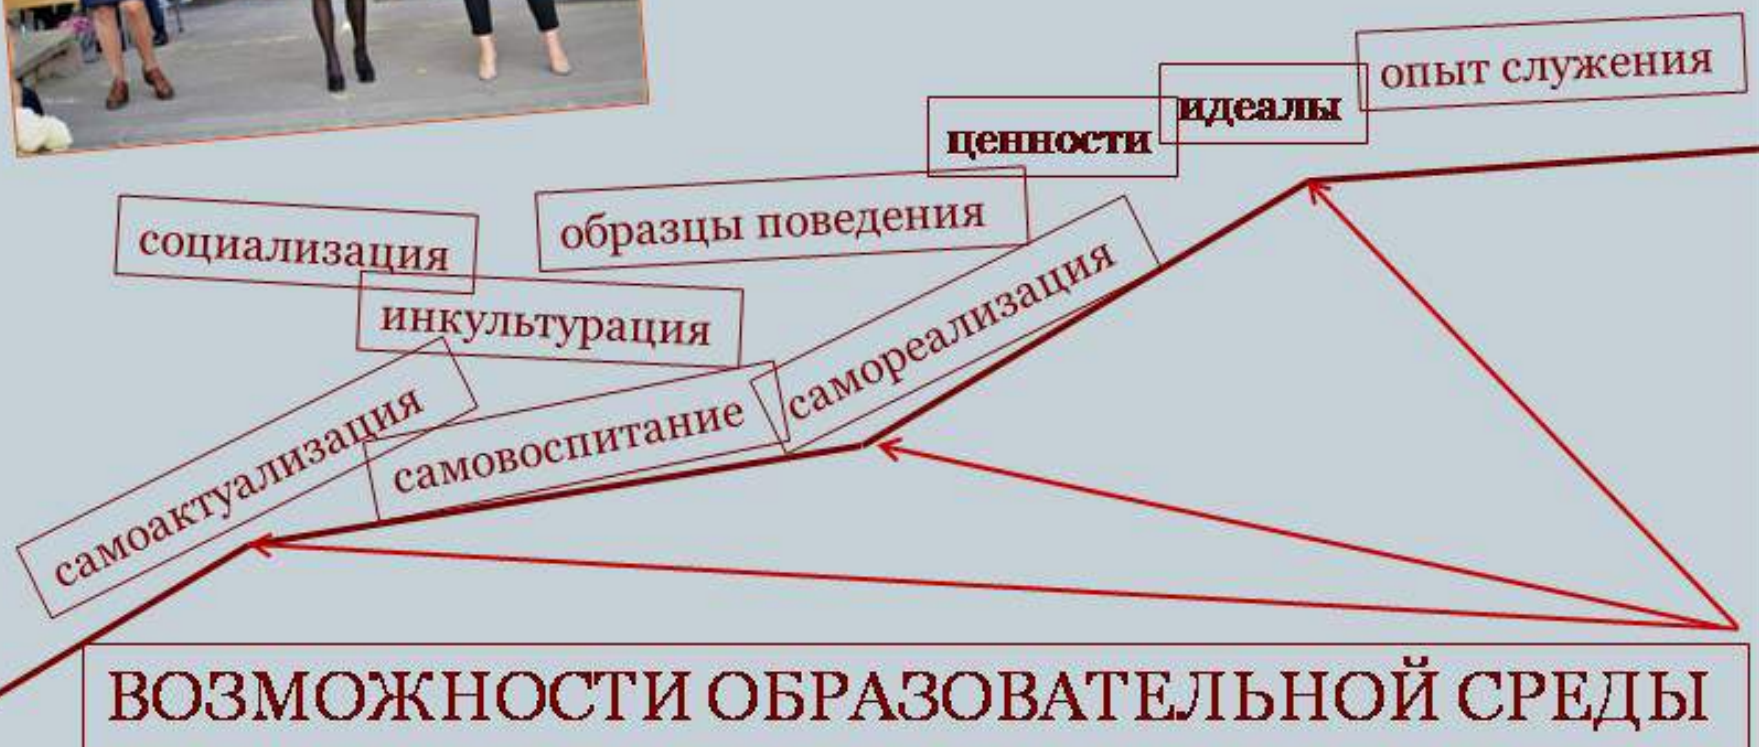 опыт служения
идеалы
ценности
образцы поведения
социализация
инкультурация
самореализация
самовоспитание
самоактуализация
ВОЗМОЖНОСТИ ОБРАЗОВАТЕЛЬНОЙ СРЕДЫ